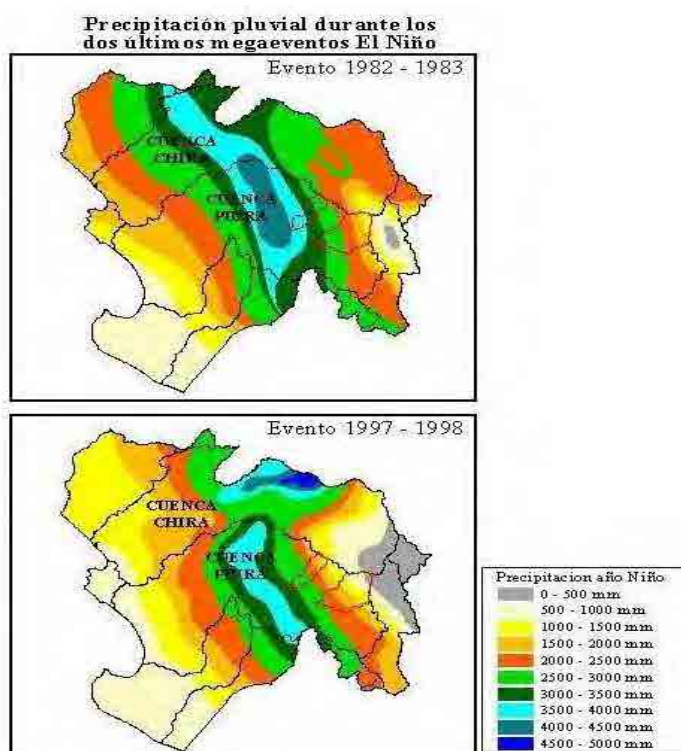 Precipitación pluvial durante los
dos últimos megaeventos El Niño
Evento 1982 - 1983
CUENCA
CHIRA
CUENCA
PIURA
Evento 1997 - 1998
CUENCA
CHIRA
CUENCA
PIURA
Precipitacion año Niño
0 - 500 mm
500 - 1000 mm
1000 - 1500 mm
1500 - 2000 mm
2000 - 2500 mm
2500 - 3000 mm
3000 - 3500 mm
3500 - 4000 mm
4000 - 4500 mm
4500 - 5000 mm